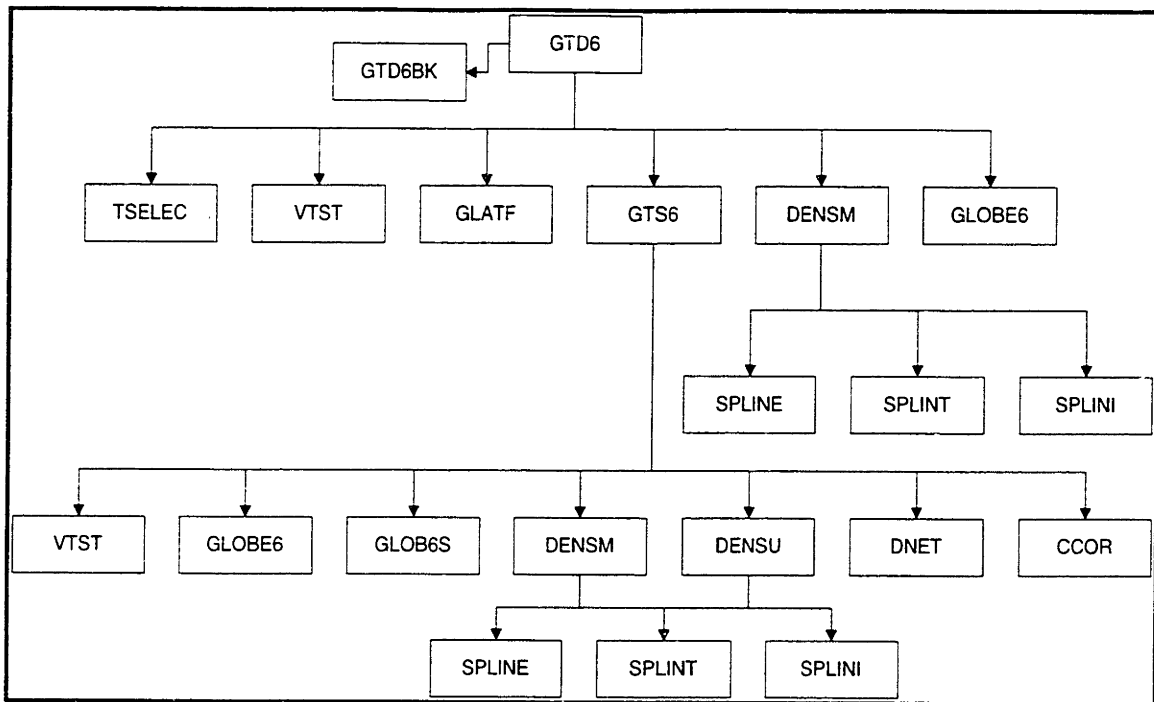 GTD6
GTD6BK
TSELEC
VTST
GLATF
GTS6
DENSM
GLOBE6
SPLINE
SPLINT
SPLINI
VTST
GLOBE6
GLOB6S
DENSM
DENSU
DNET
CCOR
SPLINE
SPLINT
SPLINI